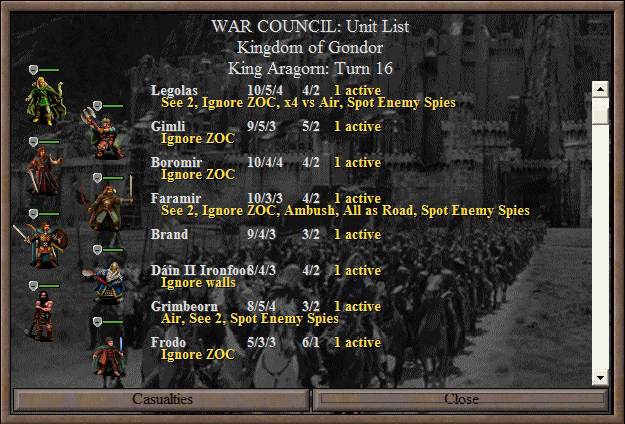 WAR COUNCIL: Unit List
Kingdom of Gondor
King Aragorn: Turn 16
Legolas 10/5/4 4/2 1 active
See 2, Ignore ZOC, x4 vs Air, Spot Enemy Spies
Gimli 9/5/3 5/2 1 active
Ignore ZOC
Boromir 10/4/4 4/2 1 active
Ignore ZOC
Faramir 10/3/3 4/2 1 active
See 2, Ignore ZOC, Ambush, All as Road, Spot Enemy Spies
Brand 9/4/3 3/2 1 active
Dâin II Ironfoo8/4/3 4/2 1 active
Ignore walls
Grimbeorn 8/5/4 3/2 1 active
Air, See 2, Spot Enemy Spies
Frodo 5/3/3 6/1 1 active
Ignore ZOC
Casualties Close